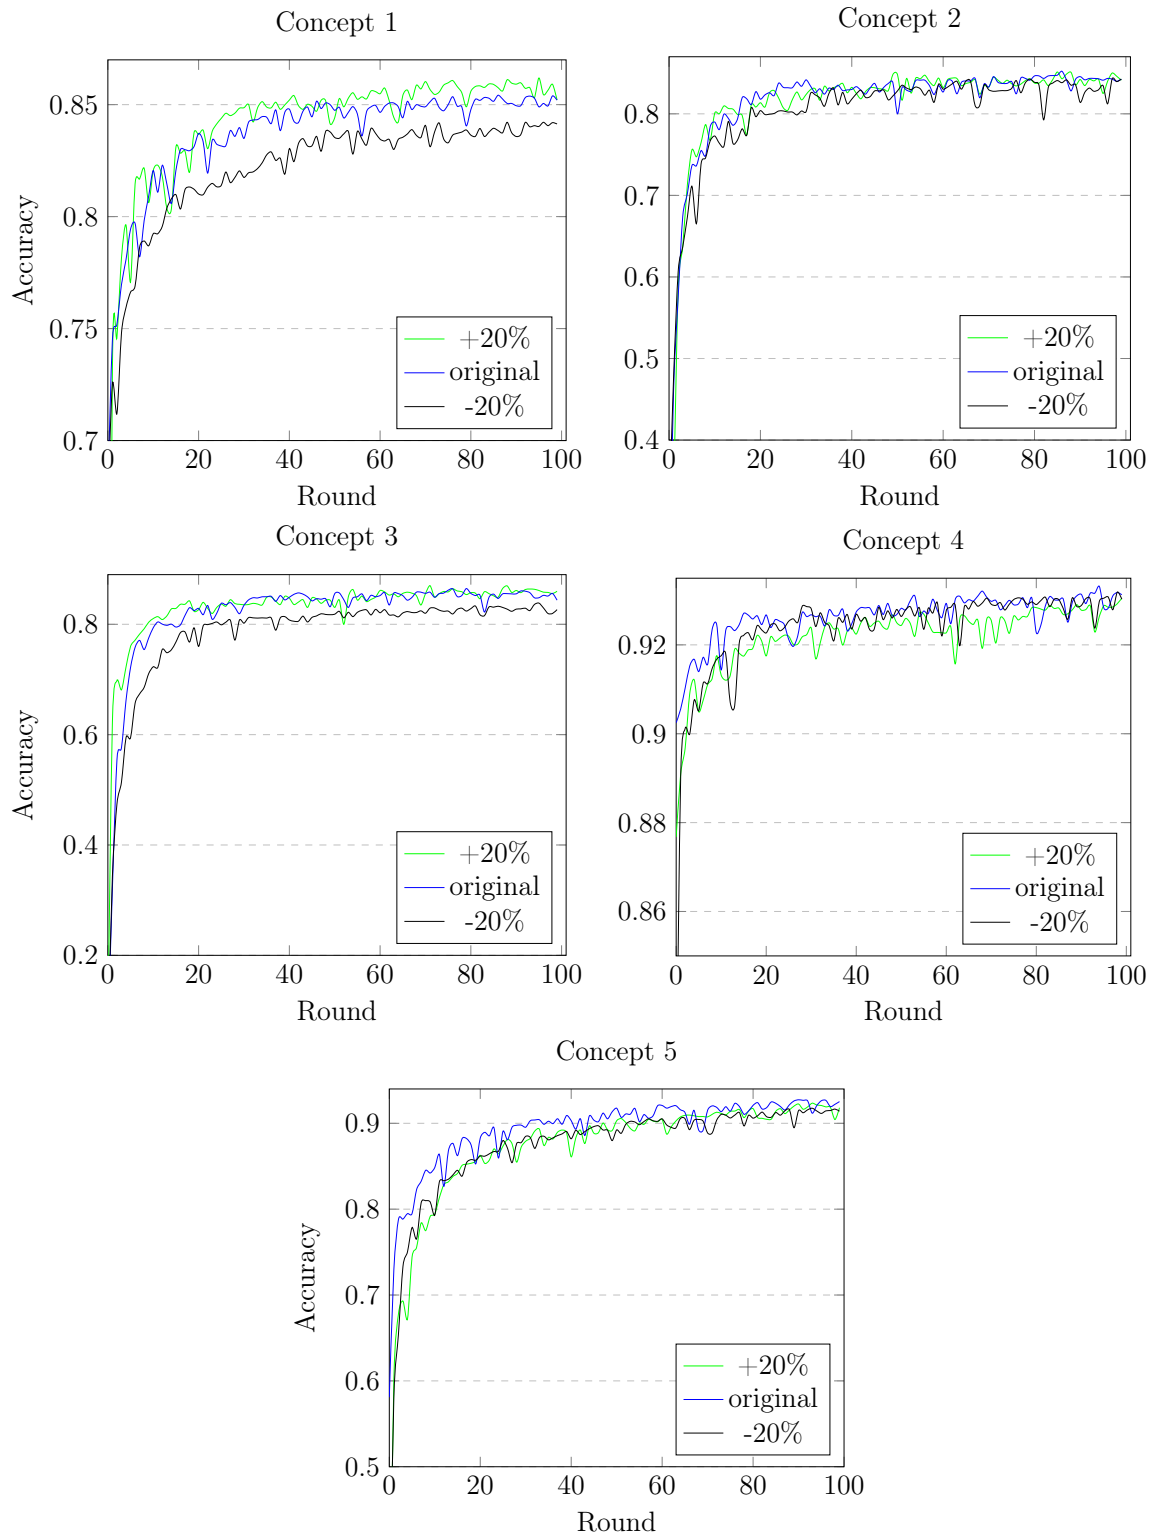 Concept 1
0.85
0.8
0.75
0.7
Accuracy
0 20 40 60 80 100
Round
+20%
original
-20%
Concept 2
0.8
0.7
0.6
0.5
0.4
0 20 40 60 80 100
Round
+20%
original
-20%
Concept 3
0.8
0.6
0.4
0.2
Accuracy
0 20 40 60 80 100
Round
+20%
original
-20%
Concept 4
0.92
0.9
0.88
0.86
0 20 40 60 80 100
Round
+20%
original
-20%
Concept 5
0.9
0.8
0.7
0.6
0.5
Accuracy
0 20 40 60 80 100
Round
+20%
original
-20%